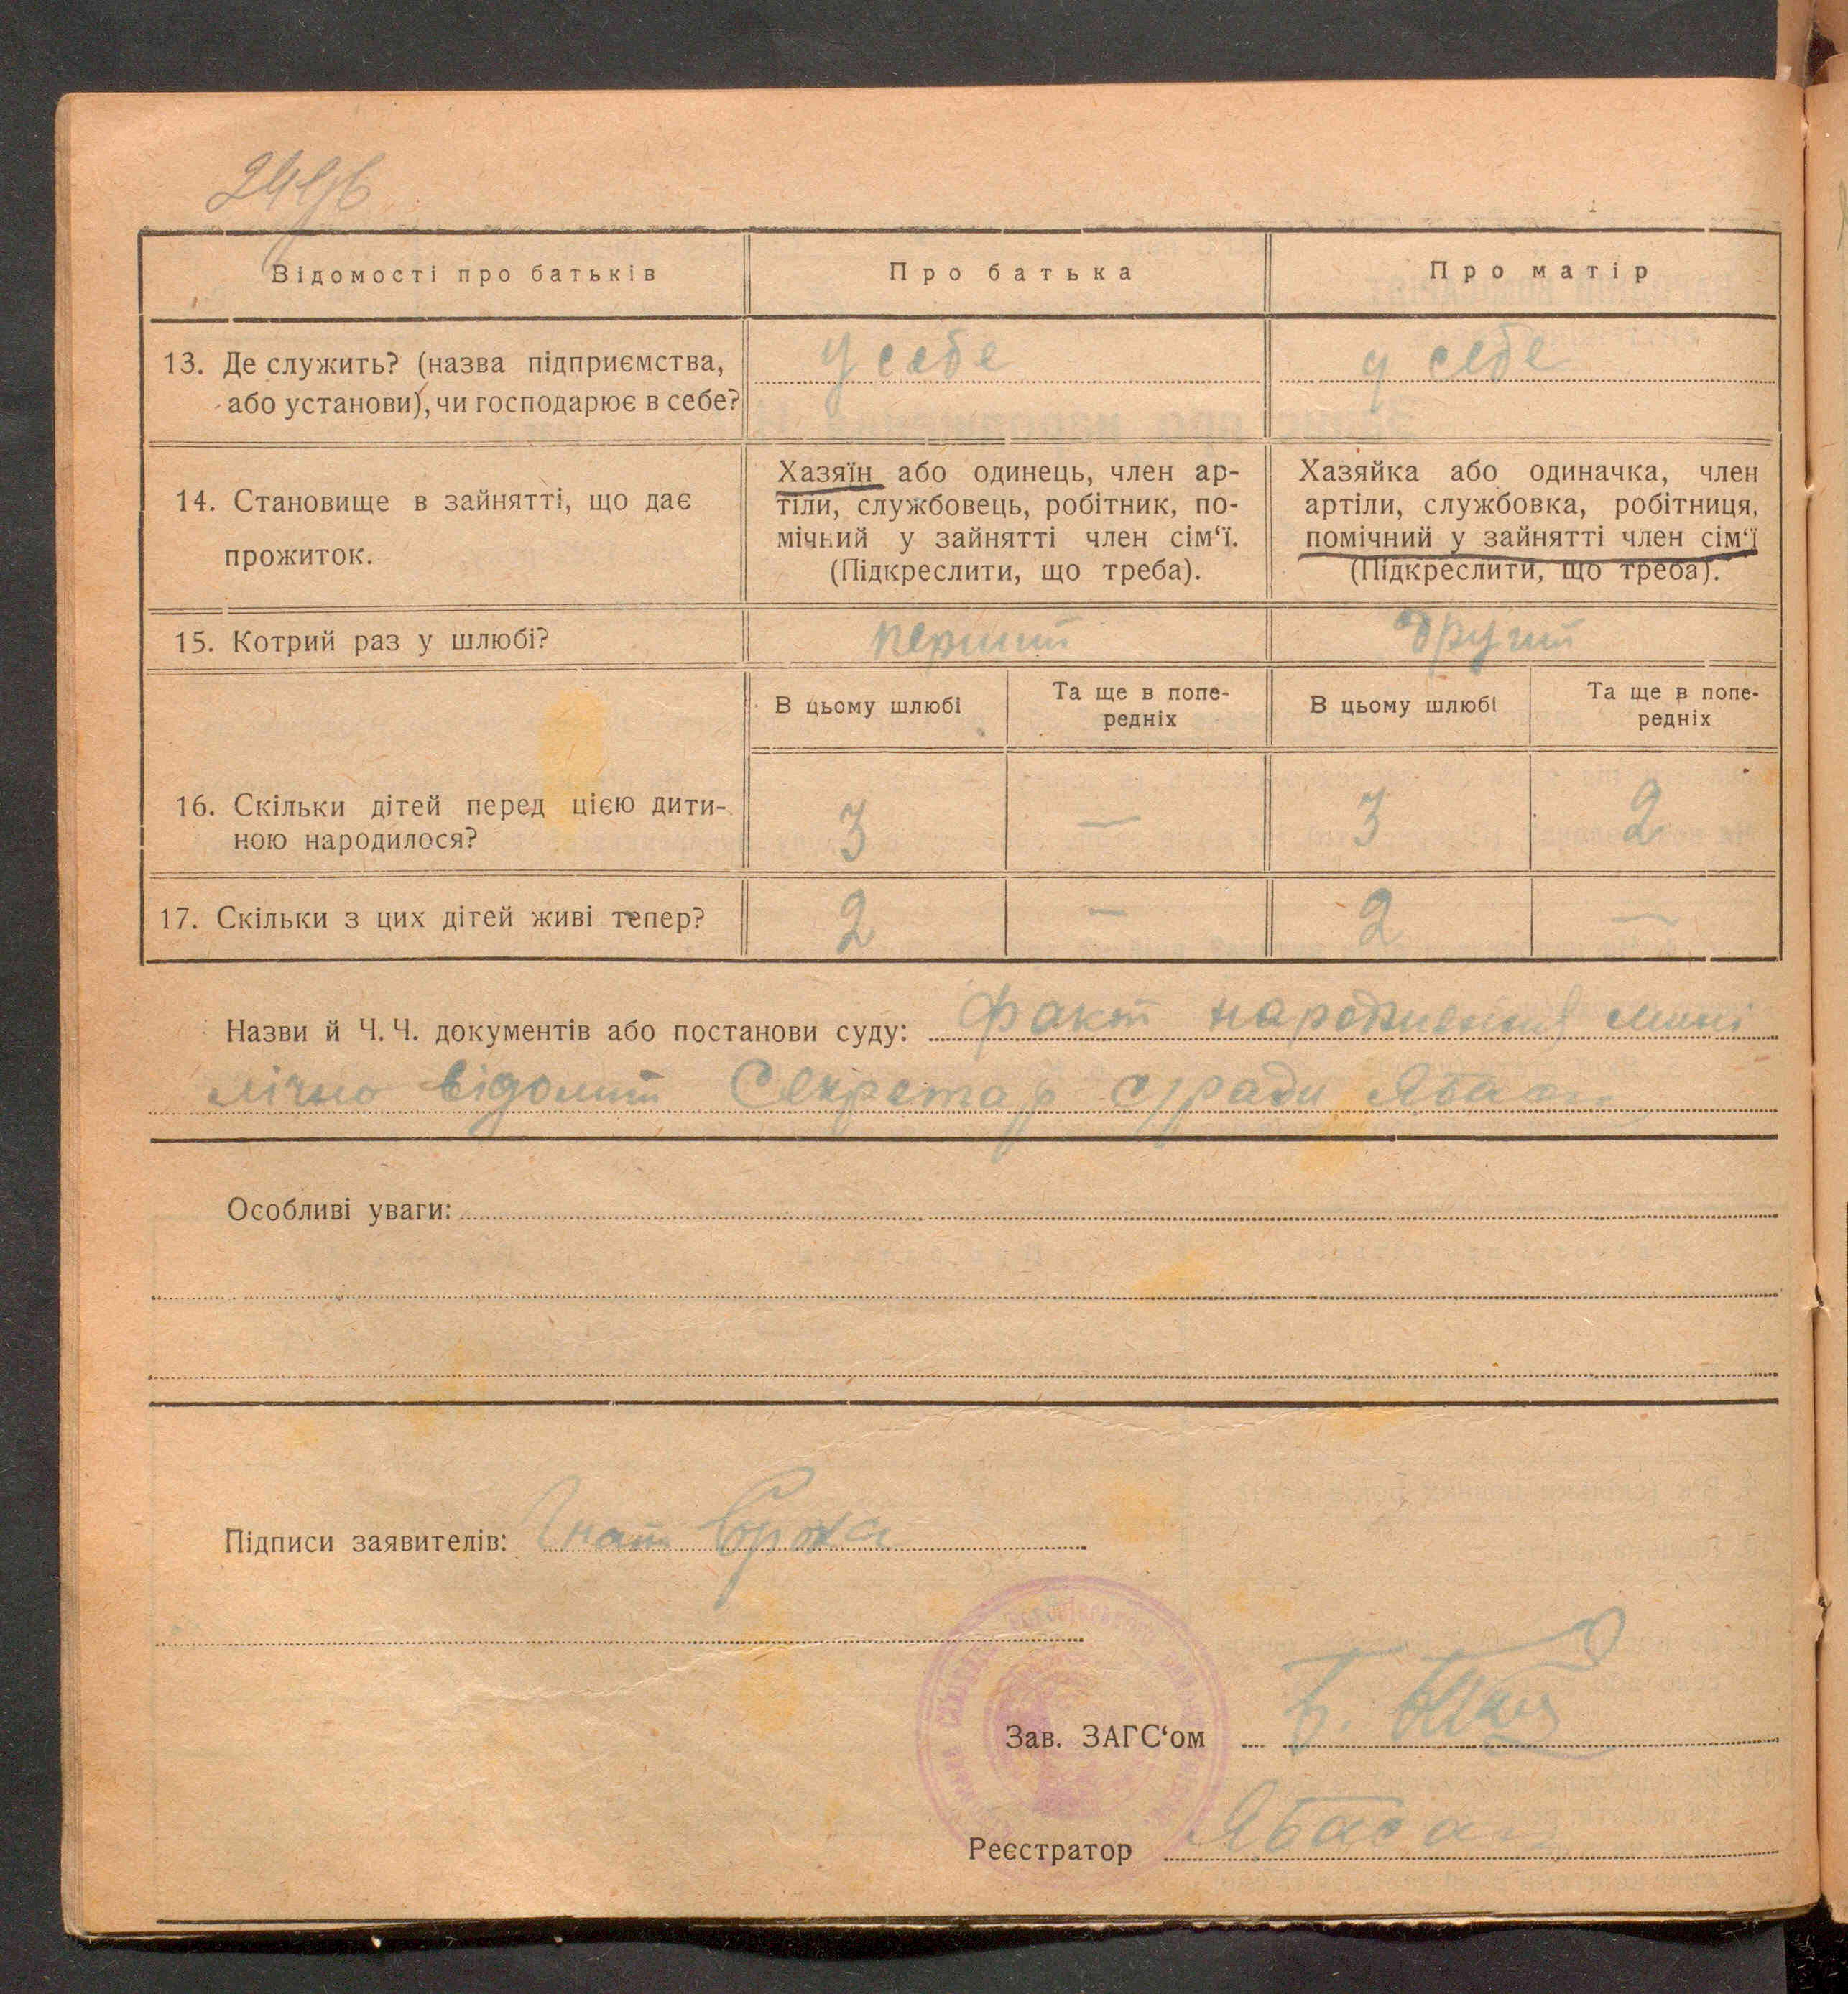 Відомості про батьків
Про батька
Про матір
13. Де служить? (назва підприємства,
або установи), чи господарює в себе?
у себе
у себе
14. Становище в зайнятті, що дає
прожиток.
Хазяїн або одинець, член ар-
тіли, службовець, робітник, по-
мічний у зайнятті член сім‘ї.
(Підкреслити, що треба).
Хазяйка або одиначка, член
артіли, службовка, робітниця,
помічний у зайнятті член сім‘ї
(Підкреслити, що треба).
15. Котрий раз у шлюбі?
перший
другий
В цьому шлюбі
Та ще в попе-
редніх
В цьому шлюбі
Та ще в попе-
редніх
16. Скільки дітей перед цією дити-
ною народилося?
3
—
3
2
17. Скільки з цих дітей живі тепер?
2
—
2
—
Назви й Ч. Ч. документів або постанови суду: Факт народження мині
лічно відомий Секретар с/ради
Особливі уваги:
Підписи заявителів: Гнат
Зав. ЗАГС‘ом
Реєстратор